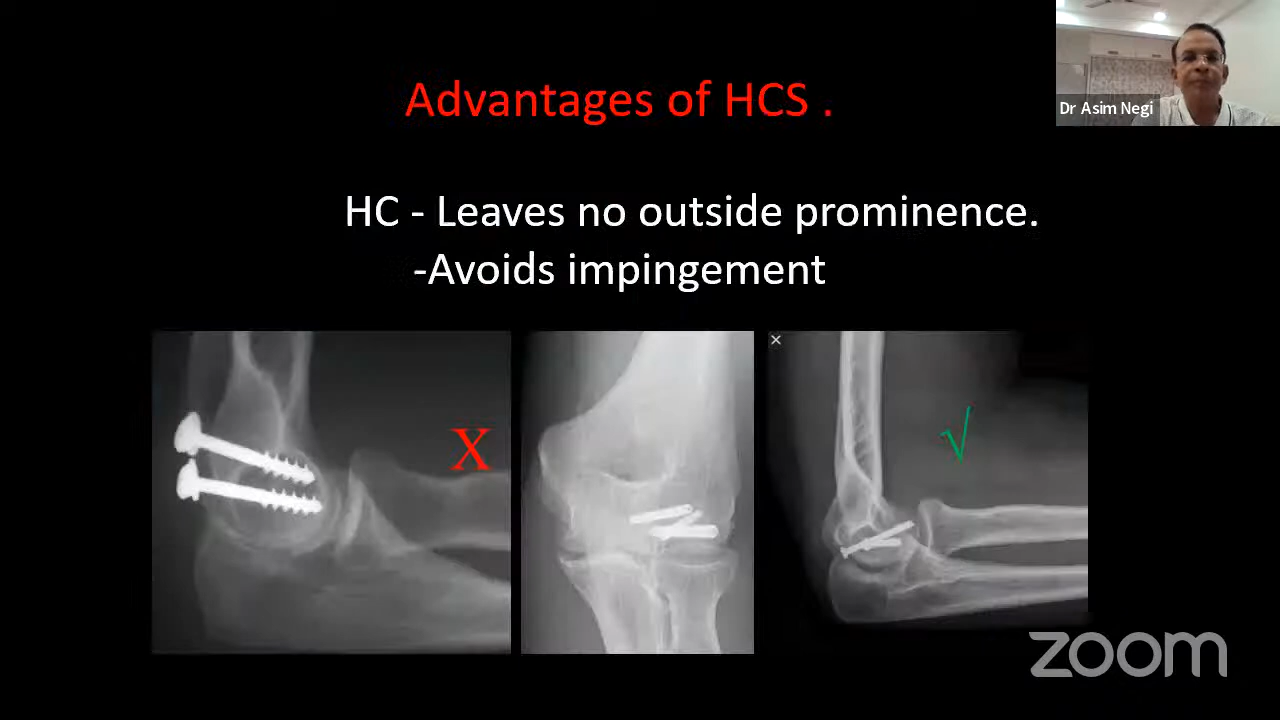 Dr Asim Negi
Advantages of HCS .
HC - Leaves no outside prominence.
-Avoids impingement
X
√
zoom